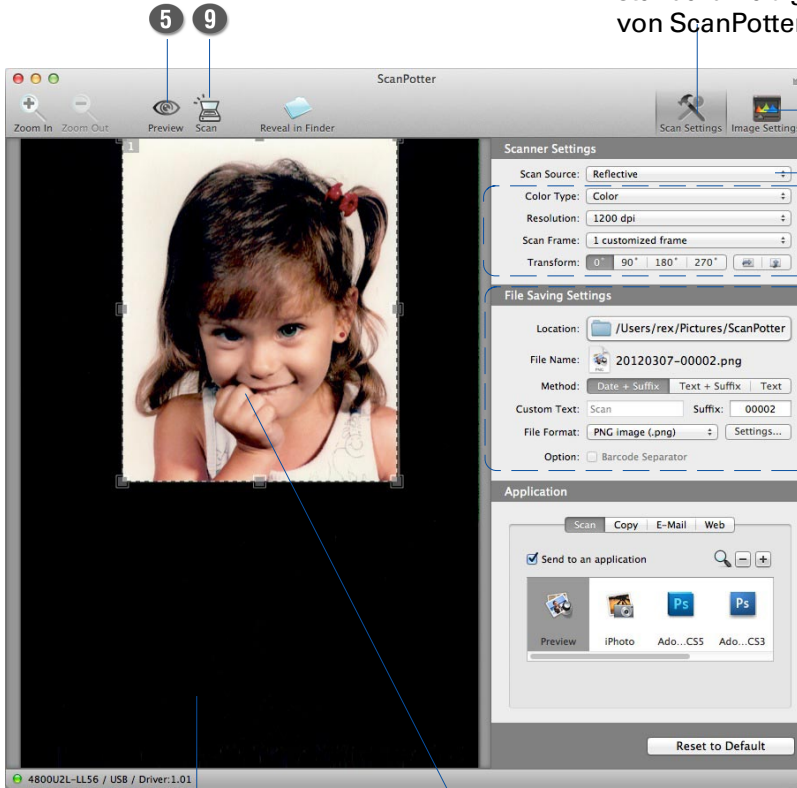 von ScanPotter
5 9
ScanPotter
Zoom In Zoom Out Preview Scan Reveal in Finder Scan Settings Image Setting
1
Scanner Settings
Scan Source: Reflective
Color Type: Color
Resolution: 1200 dpi
Scan Frame: 1 customized frame
Transform: 0° 90° 180° 270°
File Saving Settings
Location: /Users/rex/Pictures/ScanPotter
File Name: 20120307-00002.png
Method: Date + Suffix Text + Suffix Text
Custom Text: Scan Suffix: 00002
File Format: PNG image (.png) Settings...
Option: Barcode Separator
Application
Scan Copy E-Mail Web
Send to an application
Ps Ps
Preview iPhoto Ado...CS5 Ado...CS3
Reset to Default
4800U2L-LL56 / USB / Driver:1.01